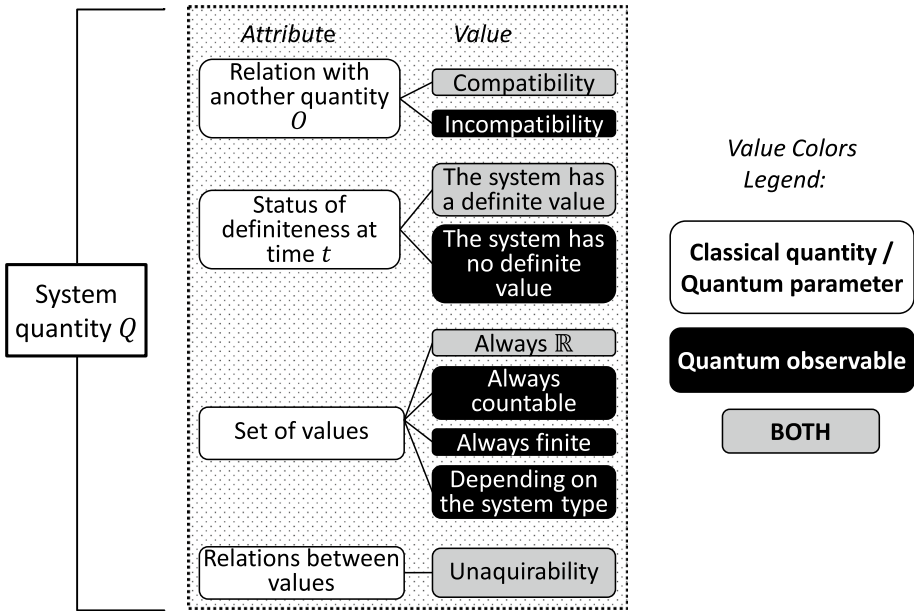 System
quantity Q
Attribute
Value
Relation with
another quantity
O
Compatibility
Incompatibility
Status of
definiteness at
time t
The system has
a definite value
The system has
no definite
value
Set of values
Always ℝ
Always
countable
Always finite
Depending on
the system type
Relations between
values
Unaquirability
Value Colors
Legend:
Classical quantity /
Quantum parameter
Quantum observable
BOTH